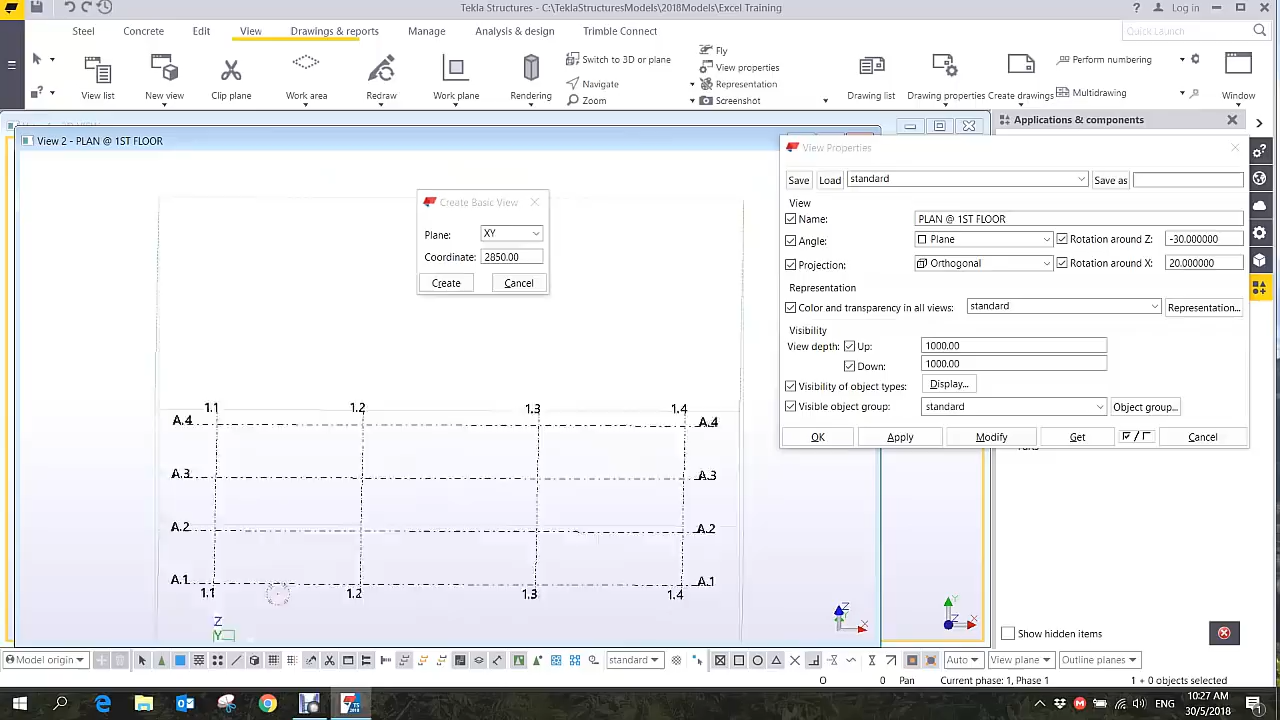 Tekla Structures - C:\TeklaStructuresModels\2018Models\Excel Training
Log in
Steel Concrete Edit View Drawings & reports Manage Analysis & design Trimble Connect
Quick Launch
View list
New view
Clip plane
Work area
Redraw
Work plane
Rendering
Switch to 3D or plane
Navigate
Zoom
Fly
View properties
Representation
Screenshot
Drawing list
Drawing properties
Create drawings
Perform numbering
Multidrawing
Window
View 2 - PLAN @ 1ST FLOOR
Applications & components
Create Basic View
Plane: XY
Coordinate: 2850.00
Create Cancel
View Properties
Save Load standard Save as
View
Name: PLAN @ 1ST FLOOR
Angle: Plane Rotation around Z: -30.000000
Projection: Orthogonal Rotation around X: 20.000000
Representation
Color and transparency in all views: standard Representation...
Visibility
View depth: Up: 1000.00
Down: 1000.00
Visibility of object types: Display...
Visible object group: standard Object group...
OK Apply Modify Get / Cancel
1.1 1.2 1.3 1.4
A.4 A.4
A.3 A.3
A.2 A.2
A.1 A.1
1.1 1.2 1.3 1.4
Z
Y
Z
X
Y
Z X
Show hidden items
Model origin standard Auto View plane Outline planes
O 0 Pan Current phase: 1, Phase 1 1 + 0 objects selected
ENG
10:27 AM
30/5/2018